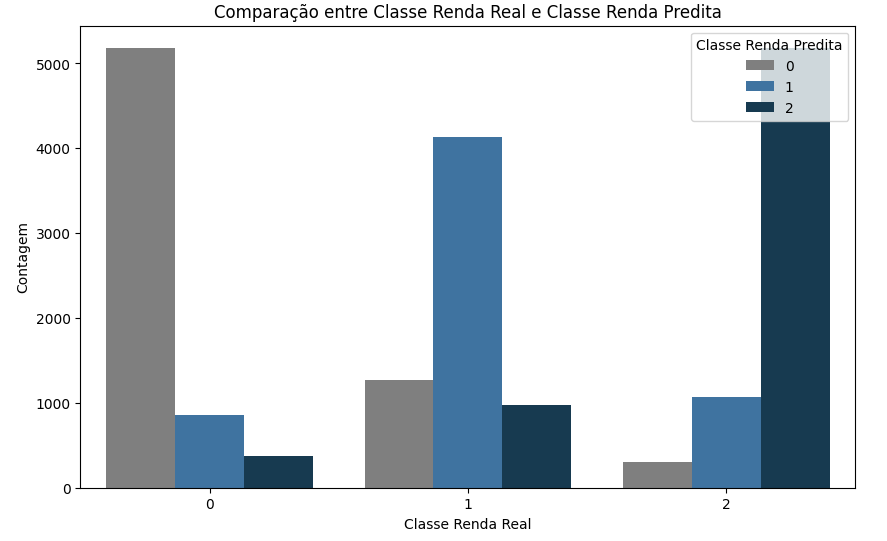 Comparação entre Classe Renda Real e Classe Renda Predita
Classe Renda Predita
0
1
2
5000
4000
3000
2000
1000
0
Contagem
0 1 2
Classe Renda Real